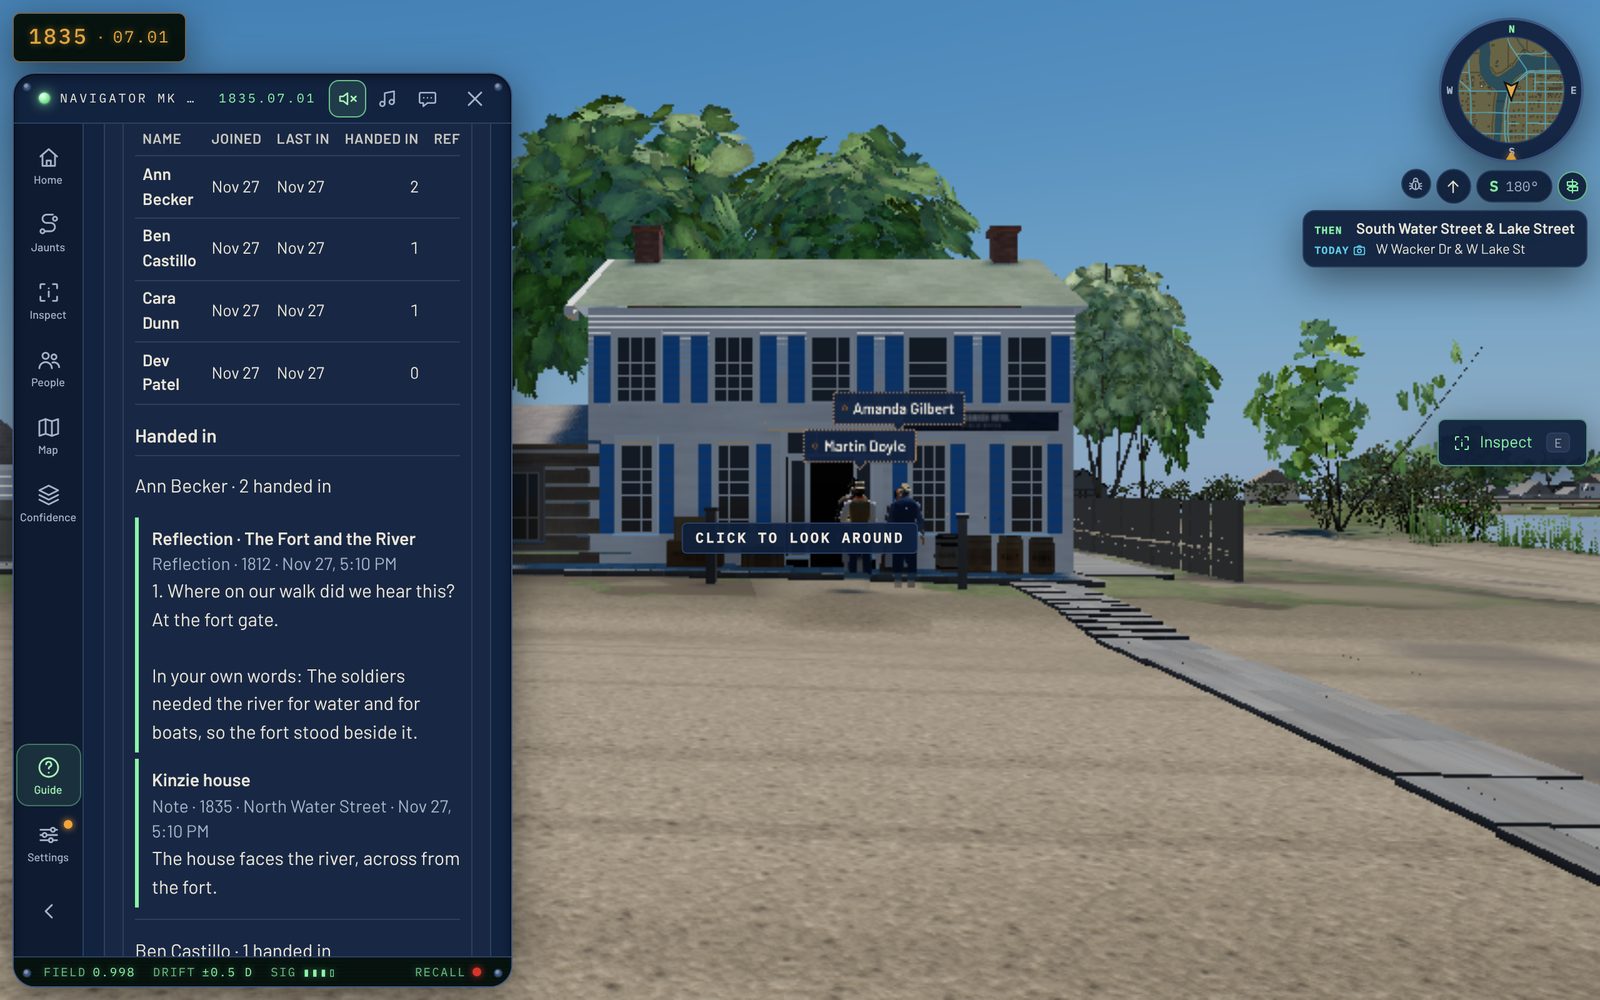 1835 · 07.01
NAVIGATOR MK …
1835.07.01
Home
Jaunts
Inspect
People
Map
Confidence
Guide
Settings
NAME JOINED LAST IN HANDED IN REF
Ann Becker Nov 27 Nov 27 2
Ben Castillo Nov 27 Nov 27 1
Cara Dunn Nov 27 Nov 27 1
Dev Patel Nov 27 Nov 27 0
Handed in
Ann Becker · 2 handed in
Reflection · The Fort and the River
Reflection · 1812 · Nov 27, 5:10 PM
1. Where on our walk did we hear this?
At the fort gate.
In your own words: The soldiers
needed the river for water and for
boats, so the fort stood beside it.
Kinzie house
Note · 1835 · North Water Street · Nov 27,
5:10 PM
The house faces the river, across from
the fort.
Ben Castillo · 1 handed in
FIELD 0.998 DRIFT ±0.5 D SIG
RECALL
Amanda Gilbert
Martin Doyle
CLICK TO LOOK AROUND
N
W
E
S
S 180°
THEN South Water Street & Lake Street
TODAY W Wacker Dr & W Lake St
Inspect E